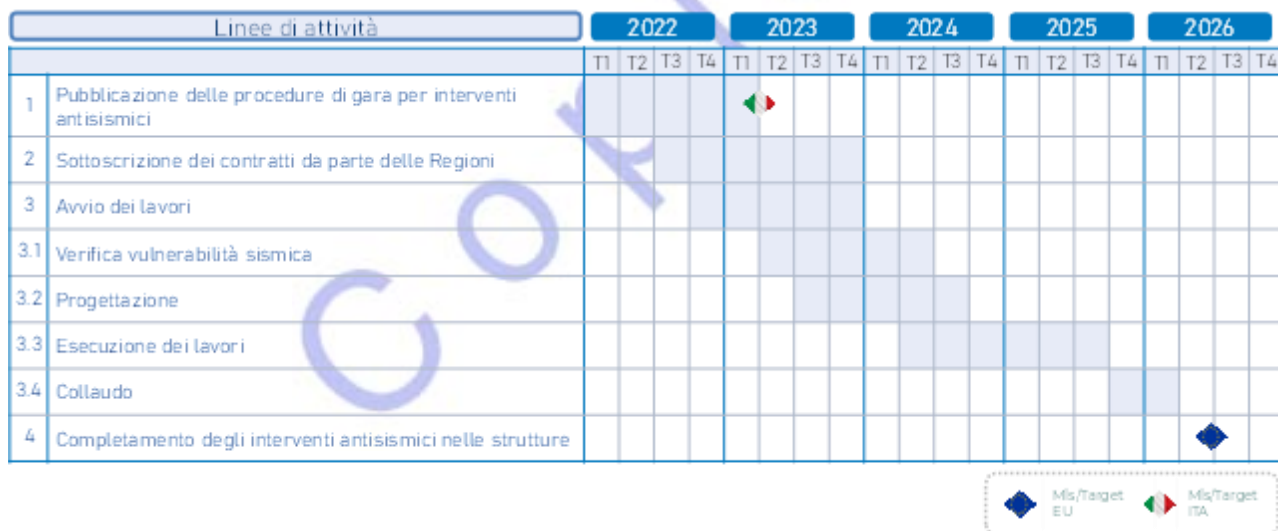 Linee di attività 2022 2023 2024 2025 2026
T1 T2 T3 T4 T1 T2 T3 T4 T1 T2 T3 T4 T1 T2 T3 T4 T1 T2 T3 T4
1 Pubblicazione delle procedure di gara per interventi
antisismici
2 Sottoscrizione dei contratti da parte delle Regioni
3 Avvio dei lavori
3.1 Verifica vulnerabilità sismica
3.2 Progettazione
3.3 Esecuzione dei lavori
3.4 Collaudo
4 Completamento degli interventi antisismici nelle strutture
Mls/Target Mls/Target
EU ITA